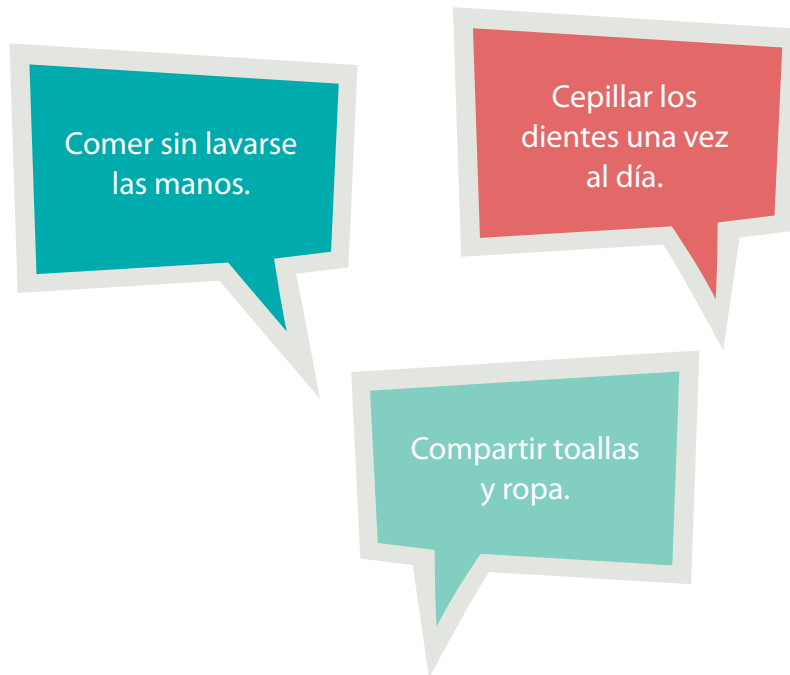 Comer sin lavarse
las manos.
Cepillar los
dientes una vez
al día.
Compartir toallas
y ropa.